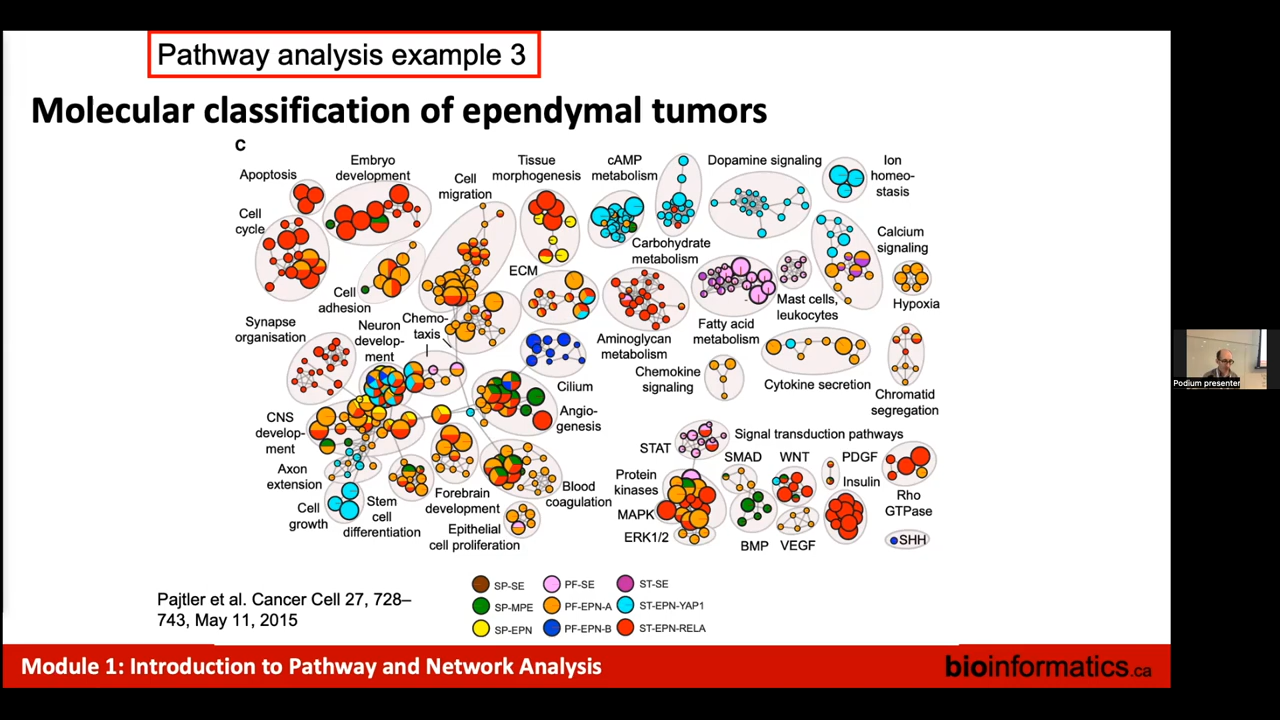 Pathway analysis example 3
Molecular classification of ependymal tumors
C
Apoptosis
Embryo
development
Cell
migration
Tissue
morphogenesis
cAMP
metabolism
Dopamine signaling
Ion
homeo-
stasis
Cell
cycle
Carbohydrate
metabolism
Calcium
signaling
ECM
Cell
adhesion
Mast cells,
leukocytes
Hypoxia
Synapse
organisation
Neuron
develop-
ment
Chemo-
taxis
Aminoglycan
metabolism
Fatty acid
metabolism
Cilium
Chemokine
signaling
Cytokine secretion
Chromatid
segregation
CNS
develop-
ment
Angio-
genesis
STAT
Signal transduction pathways
Axon
extension
Protein
kinases
SMAD
WNT
PDGF
Insulin
Cell
growth
Stem
cell
differentiation
Forebrain
development
Blood
coagulation
MAPK
Rho
GTPase
Epithelial
cell proliferation
ERK1/2
BMP
VEGF
SHH
Pajtler et al. Cancer Cell 27, 728–
743, May 11, 2015
SP-SE
PF-SE
ST-SE
SP-MPE
PF-EPN-A
ST-EPN-YAP1
SP-EPN
PF-EPN-B
ST-EPN-RELA
Module 1: Introduction to Pathway and Network Analysis
bioinformatics.ca
Podium presenter